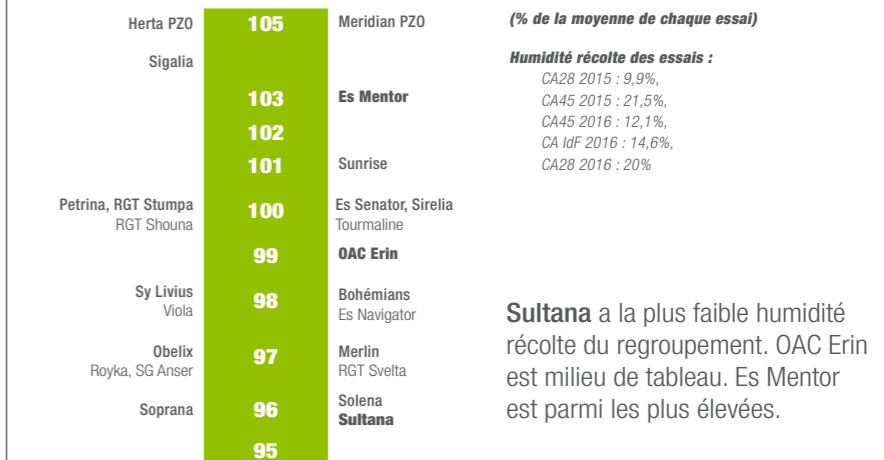 Herta PZO 105 Meridian PZO
Sigalia
103 Es Mentor
102
101 Sunrise
Petrina, RGT Stumpa 100 Es Senator, Sirelia
RGT Shouna Tourmaline
99 OAC Erin
Sy Livius 98 Bohémians
Viola Es Navigator
Obelix 97 Merlin
Royka, SG Anser RGT Svelta
Soprana 96 Solena
Sultana
95
(% de la moyenne de chaque essai)
Humidité récolte des essais :
CA28 2015 : 9,9%,
CA45 2015 : 21,5%,
CA45 2016 : 12,1%,
CA IdF 2016 : 14,6%,
CA28 2016 : 20%
Sultana a la plus faible humidité
récolte du regroupement. OAC Erin
est milieu de tableau. Es Mentor
est parmi les plus élevées.